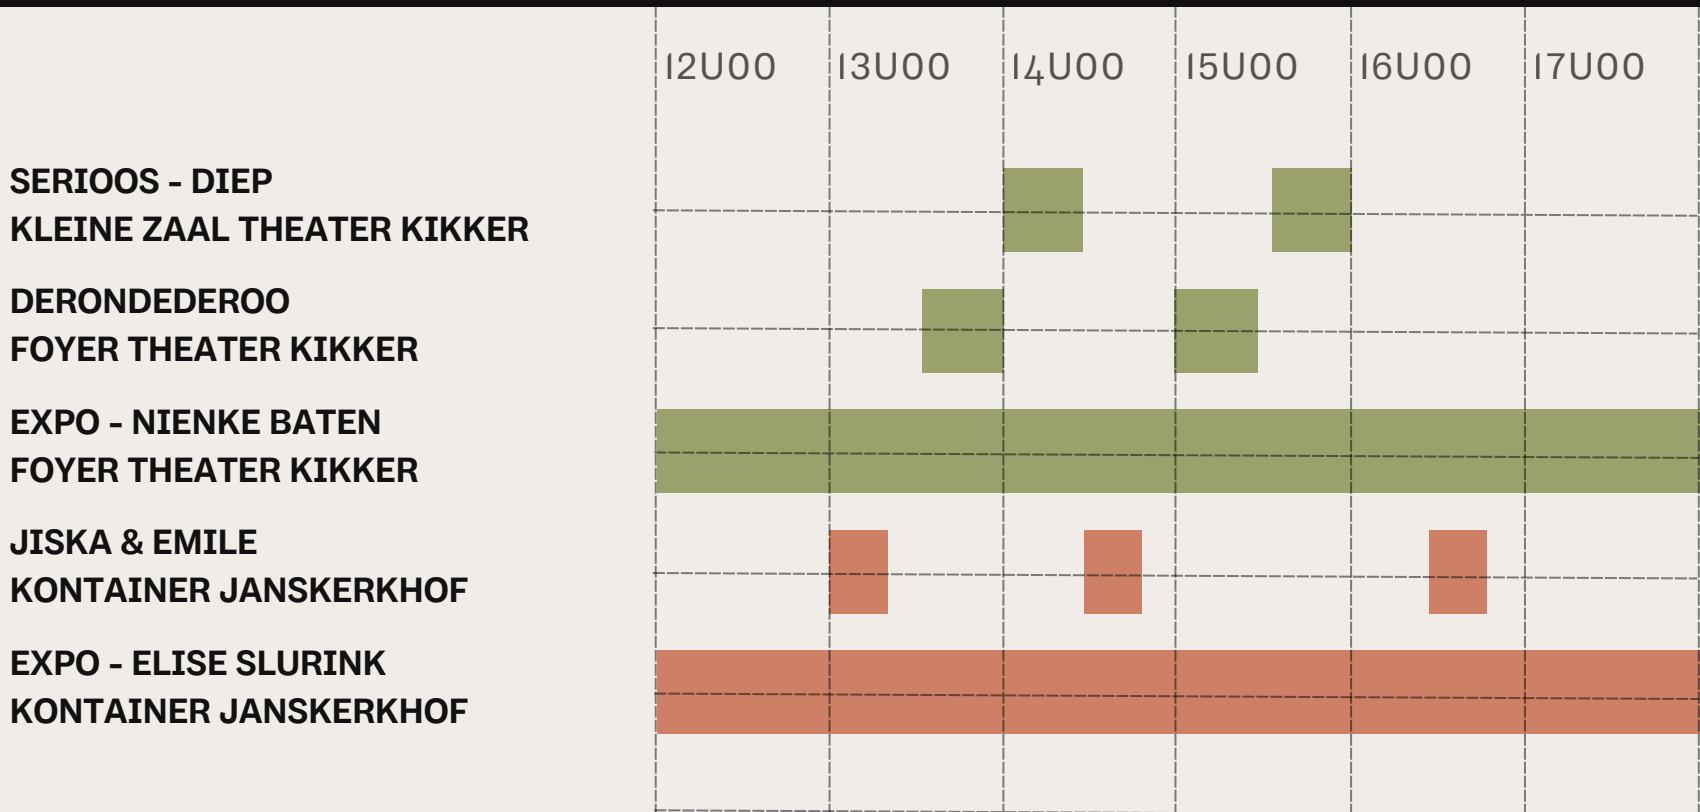 12U00 13U00 14U00 15U00 16U00 17U00
SERIOOS - DIEP
KLEINE ZAAL THEATER KIKKER
DERONDEDEROO
FOYER THEATER KIKKER
EXPO - NIENKE BATEN
FOYER THEATER KIKKER
JISKA & EMILE
KONTAINER JANSKERKHOF
EXPO - ELISE SLURINK
KONTAINER JANSKERKHOF